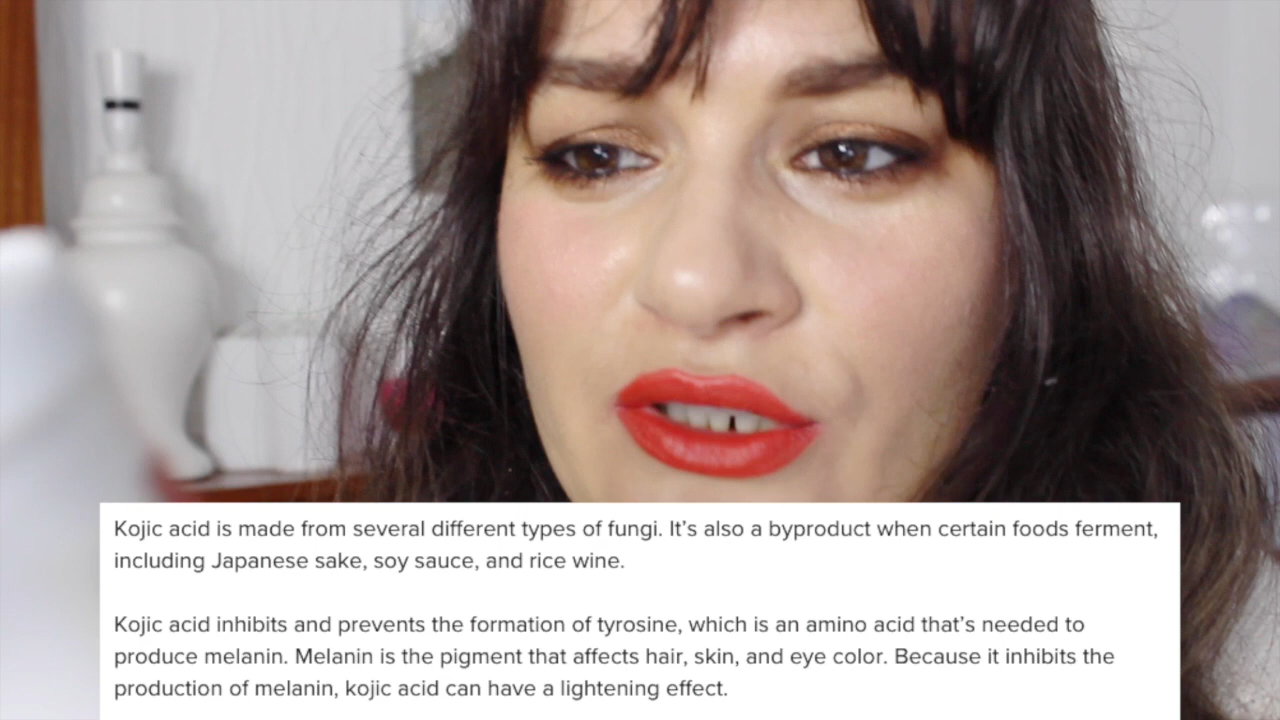 Kojic acid is made from several different types of fungi. It’s also a byproduct when certain foods ferment,
including Japanese sake, soy sauce, and rice wine.
Kojic acid inhibits and prevents the formation of tyrosine, which is an amino acid that’s needed to
produce melanin. Melanin is the pigment that affects hair, skin, and eye color. Because it inhibits the
production of melanin, kojic acid can have a lightening effect.